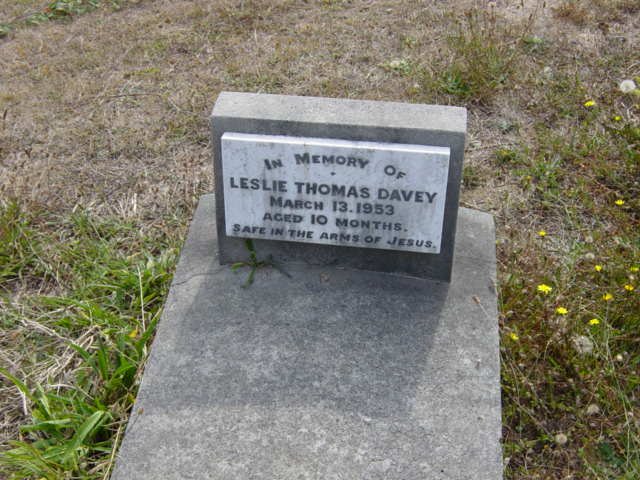 In Memory Of
LESLIE THOMAS DAVEY
March 13. 1953
AGED 10 MONTHS.
Safe in the arms of Jesus.